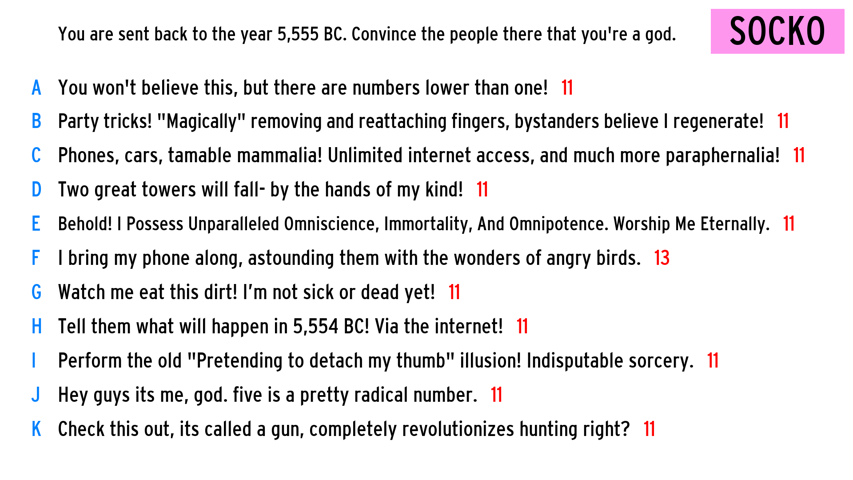 You are sent back to the year 5,555 BC. Convince the people there that you're a god.
SOCKO
A You won't believe this, but there are numbers lower than one! 11
B Party tricks! "Magically" removing and reattaching fingers, bystanders believe I regenerate! 11
C Phones, cars, tamable mammalia! Unlimited internet access, and much more paraphernalia! 11
D Two great towers will fall- by the hands of my kind! 11
E Behold! I Possess Unparalleled Omniscience, Immortality, And Omnipotence. Worship Me Eternally. 11
F I bring my phone along, astounding them with the wonders of angry birds. 13
G Watch me eat this dirt! I'm not sick or dead yet! 11
H Tell them what will happen in 5,554 BC! Via the internet! 11
I Perform the old "Pretending to detach my thumb" illusion! Indisputable sorcery. 11
J Hey guys its me, god. five is a pretty radical number. 11
K Check this out, its called a gun, completely revolutionizes hunting right? 11